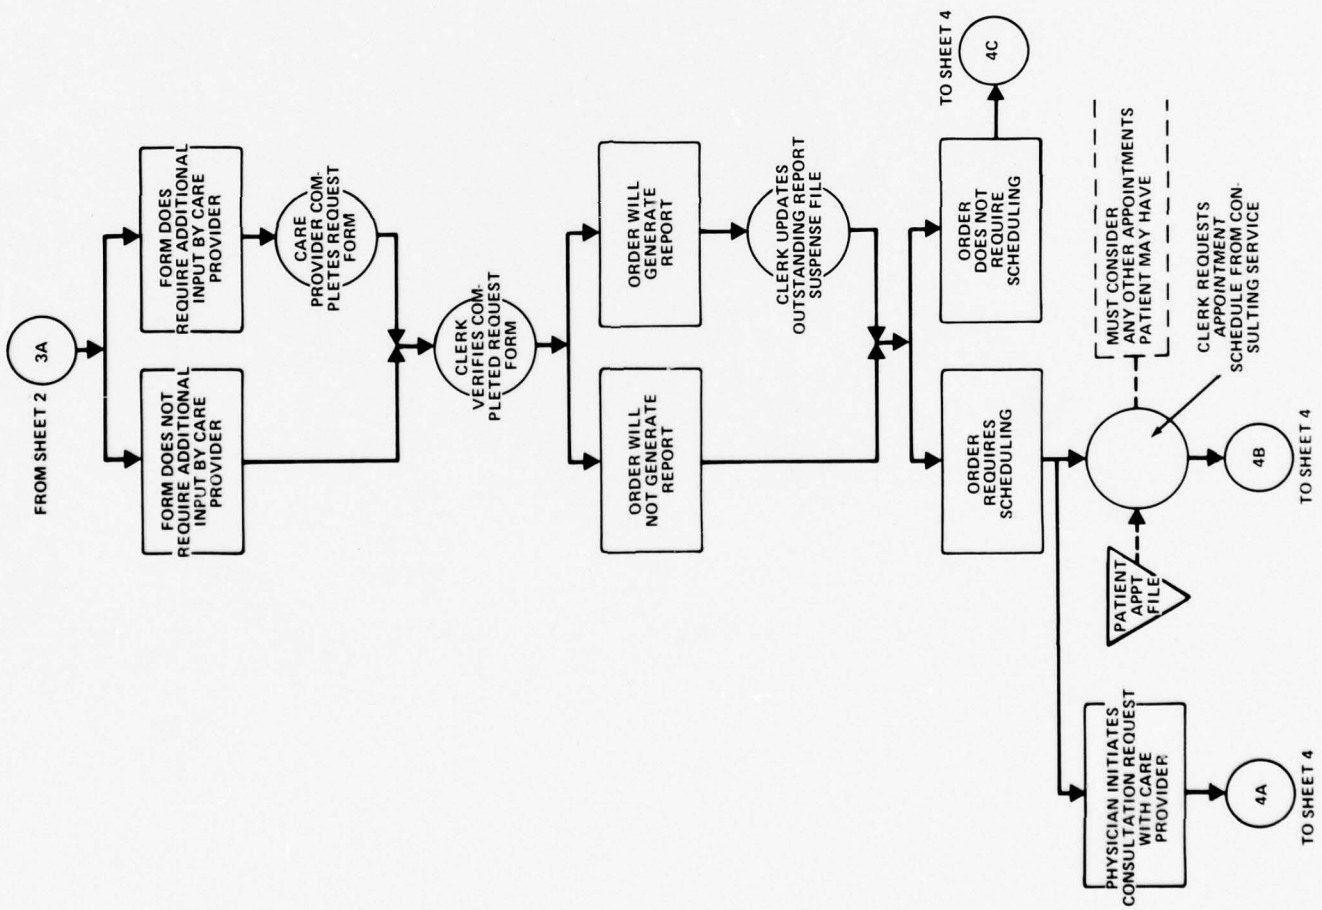 FROM SHEET 2
3A
FORM DOES NOT
REQUIRE ADDITIONAL
INPUT BY CARE
PROVIDER
FORM DOES
REQUIRE ADDITIONAL
INPUT BY CARE
PROVIDER
CARE
PROVIDER COM-
PLETES REQUEST
FORM
CLERK
VERIFIES COM-
PLETED REQUEST
FORM
ORDER WILL
NOT GENERATE
REPORT
ORDER WILL
GENERATE
REPORT
CLERK UPDATES
OUTSTANDING REPORT
SUSPENSE FILE
ORDER
REQUIRES
SCHEDULING
ORDER
DOES NOT
REQUIRE
SCHEDULING
TO SHEET 4
4C
PHYSICIAN INITIATES
CONSULTATION REQUEST
WITH CARE
PROVIDER
PATIENT
APPT
FILE
MUST CONSIDER
ANY OTHER APPOINTMENTS
PATIENT MAY HAVE
CLERK REQUESTS
APPOINTMENT
SCHEDULE FROM CON-
SULTING SERVICE
4A
TO SHEET 4
4B
TO SHEET 4